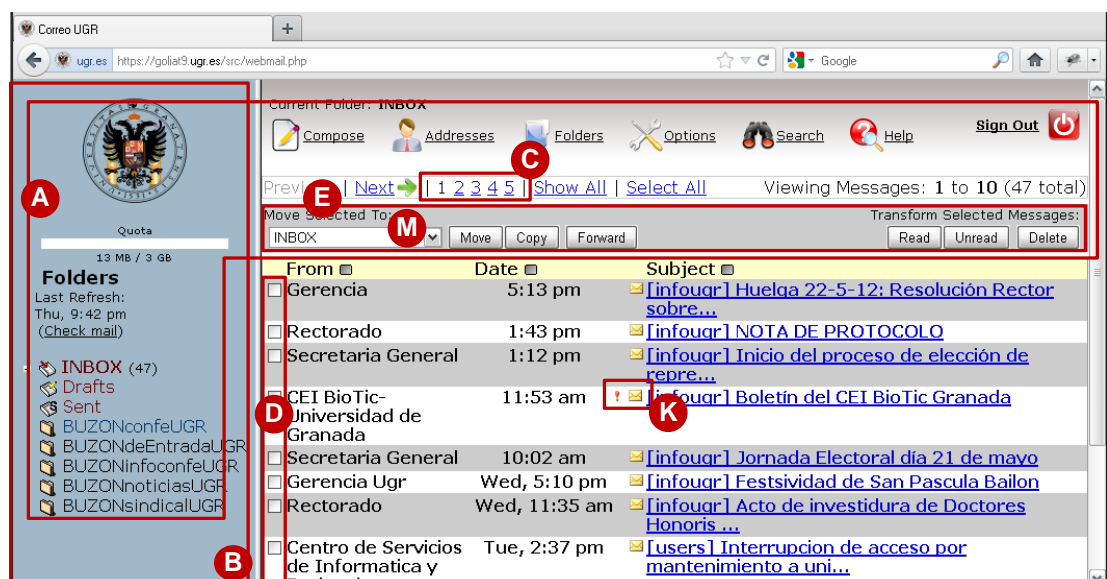 Correo UGR
ugr.es https://goliat9.ugr.es/src/webmail.php
Google
Current Folder: INBOX
Compose Addresses Folders Options Search Help Sign Out
C
A
E
Next | 1 2 3 4 5 | Show All | Select All Viewing Messages: 1 to 10 (47 total)
Move Selected To: Transform Selected Messages:
M
INBOX Move Copy Forward Read Unread Delete
Quota
13 MB / 3 GB
Folders
Last Refresh:
Thu, 9:42 pm
(Check mail)
INBOX (47)
Drafts
Sent
BUZONconfeUGR
BUZONdeEntradaUGR
BUZONinfoconfeUGR
BUZONnoticiasUGR
BUZONsindicalUGR
B
From Date Subject
Gerencia 5:13 pm [infougr] Huelga 22-5-12: Resolución Rector
sobre...
Rectorado 1:43 pm [infougr] NOTA DE PROTOCOLO
Secretaria General 1:12 pm [infougr] Inicio del proceso de elección de
repre...
CEI BioTic- 11:53 am ! [infougr] Boletín del CEI BioTic Granada
D
K
Universidad de
Granada
Secretaria General 10:02 am [infougr] Jornada Electoral día 21 de mayo
Gerencia Ugr Wed, 5:10 pm [infougr] Festsividad de San Pascula Bailon
Rectorado Wed, 11:35 am [infougr] Acto de investidura de Doctores
Honoris ...
Centro de Servicios Tue, 2:37 pm [users] Interrupcion de acceso por
de Informatica y mantenimiento a uni...